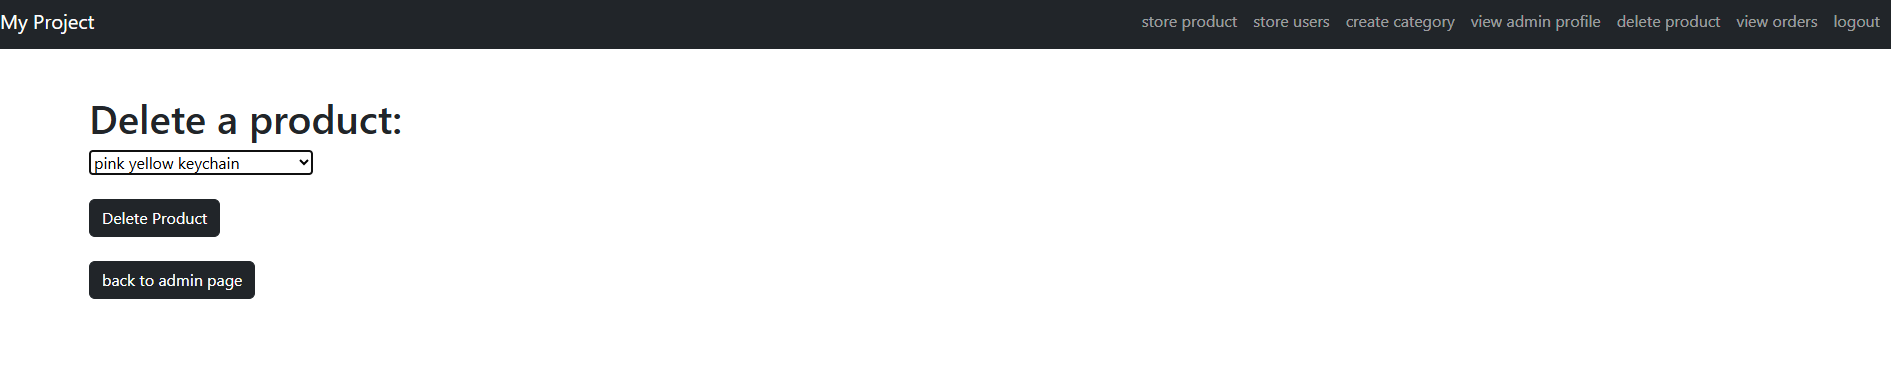 My Project
store product store users create category view admin profile delete product view orders logout
Delete a product:
pink yellow keychain
Delete Product
back to admin page